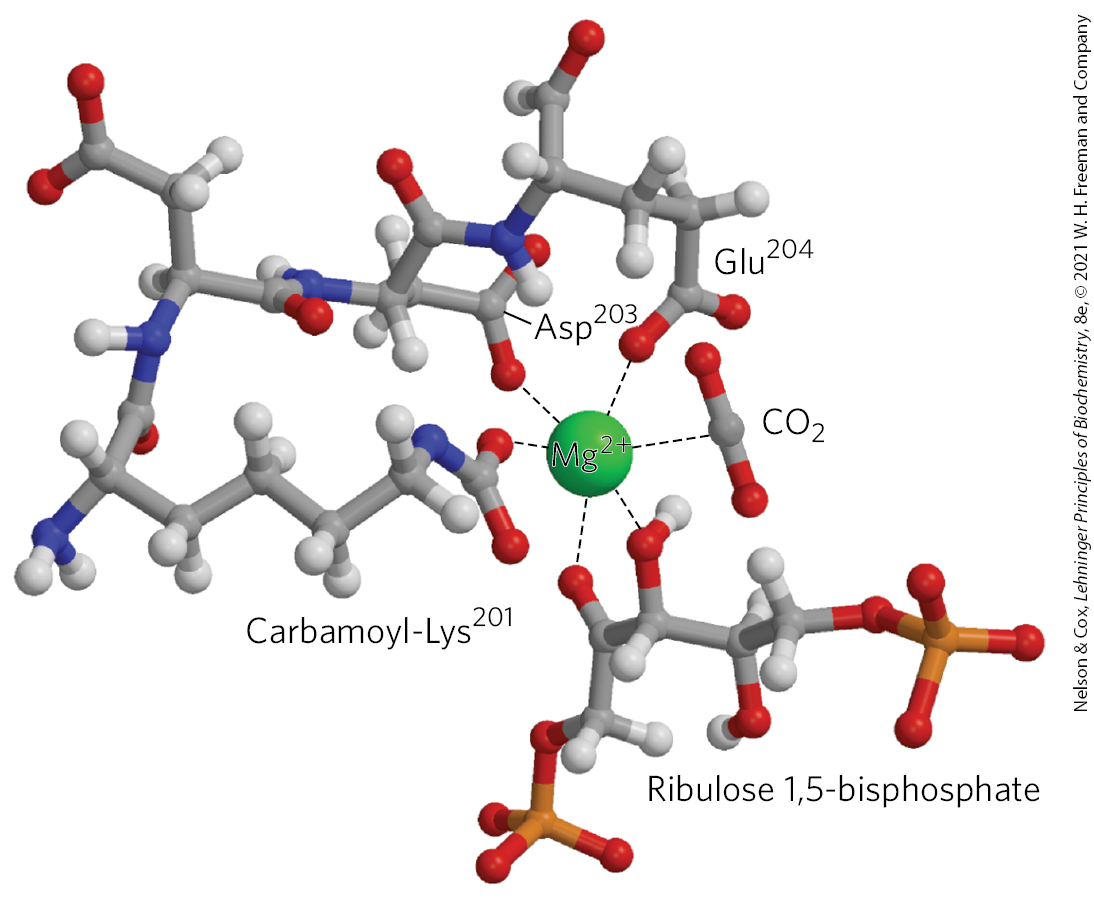 Glu²⁰⁴
Asp²⁰³
CO₂
Mg²⁺
Carbamoyl-Lys²⁰¹
Ribulose 1,5-bisphosphate
Nelson & Cox, Lehninger Principles of Biochemistry, 8e, © 2021 W. H. Freeman and Company